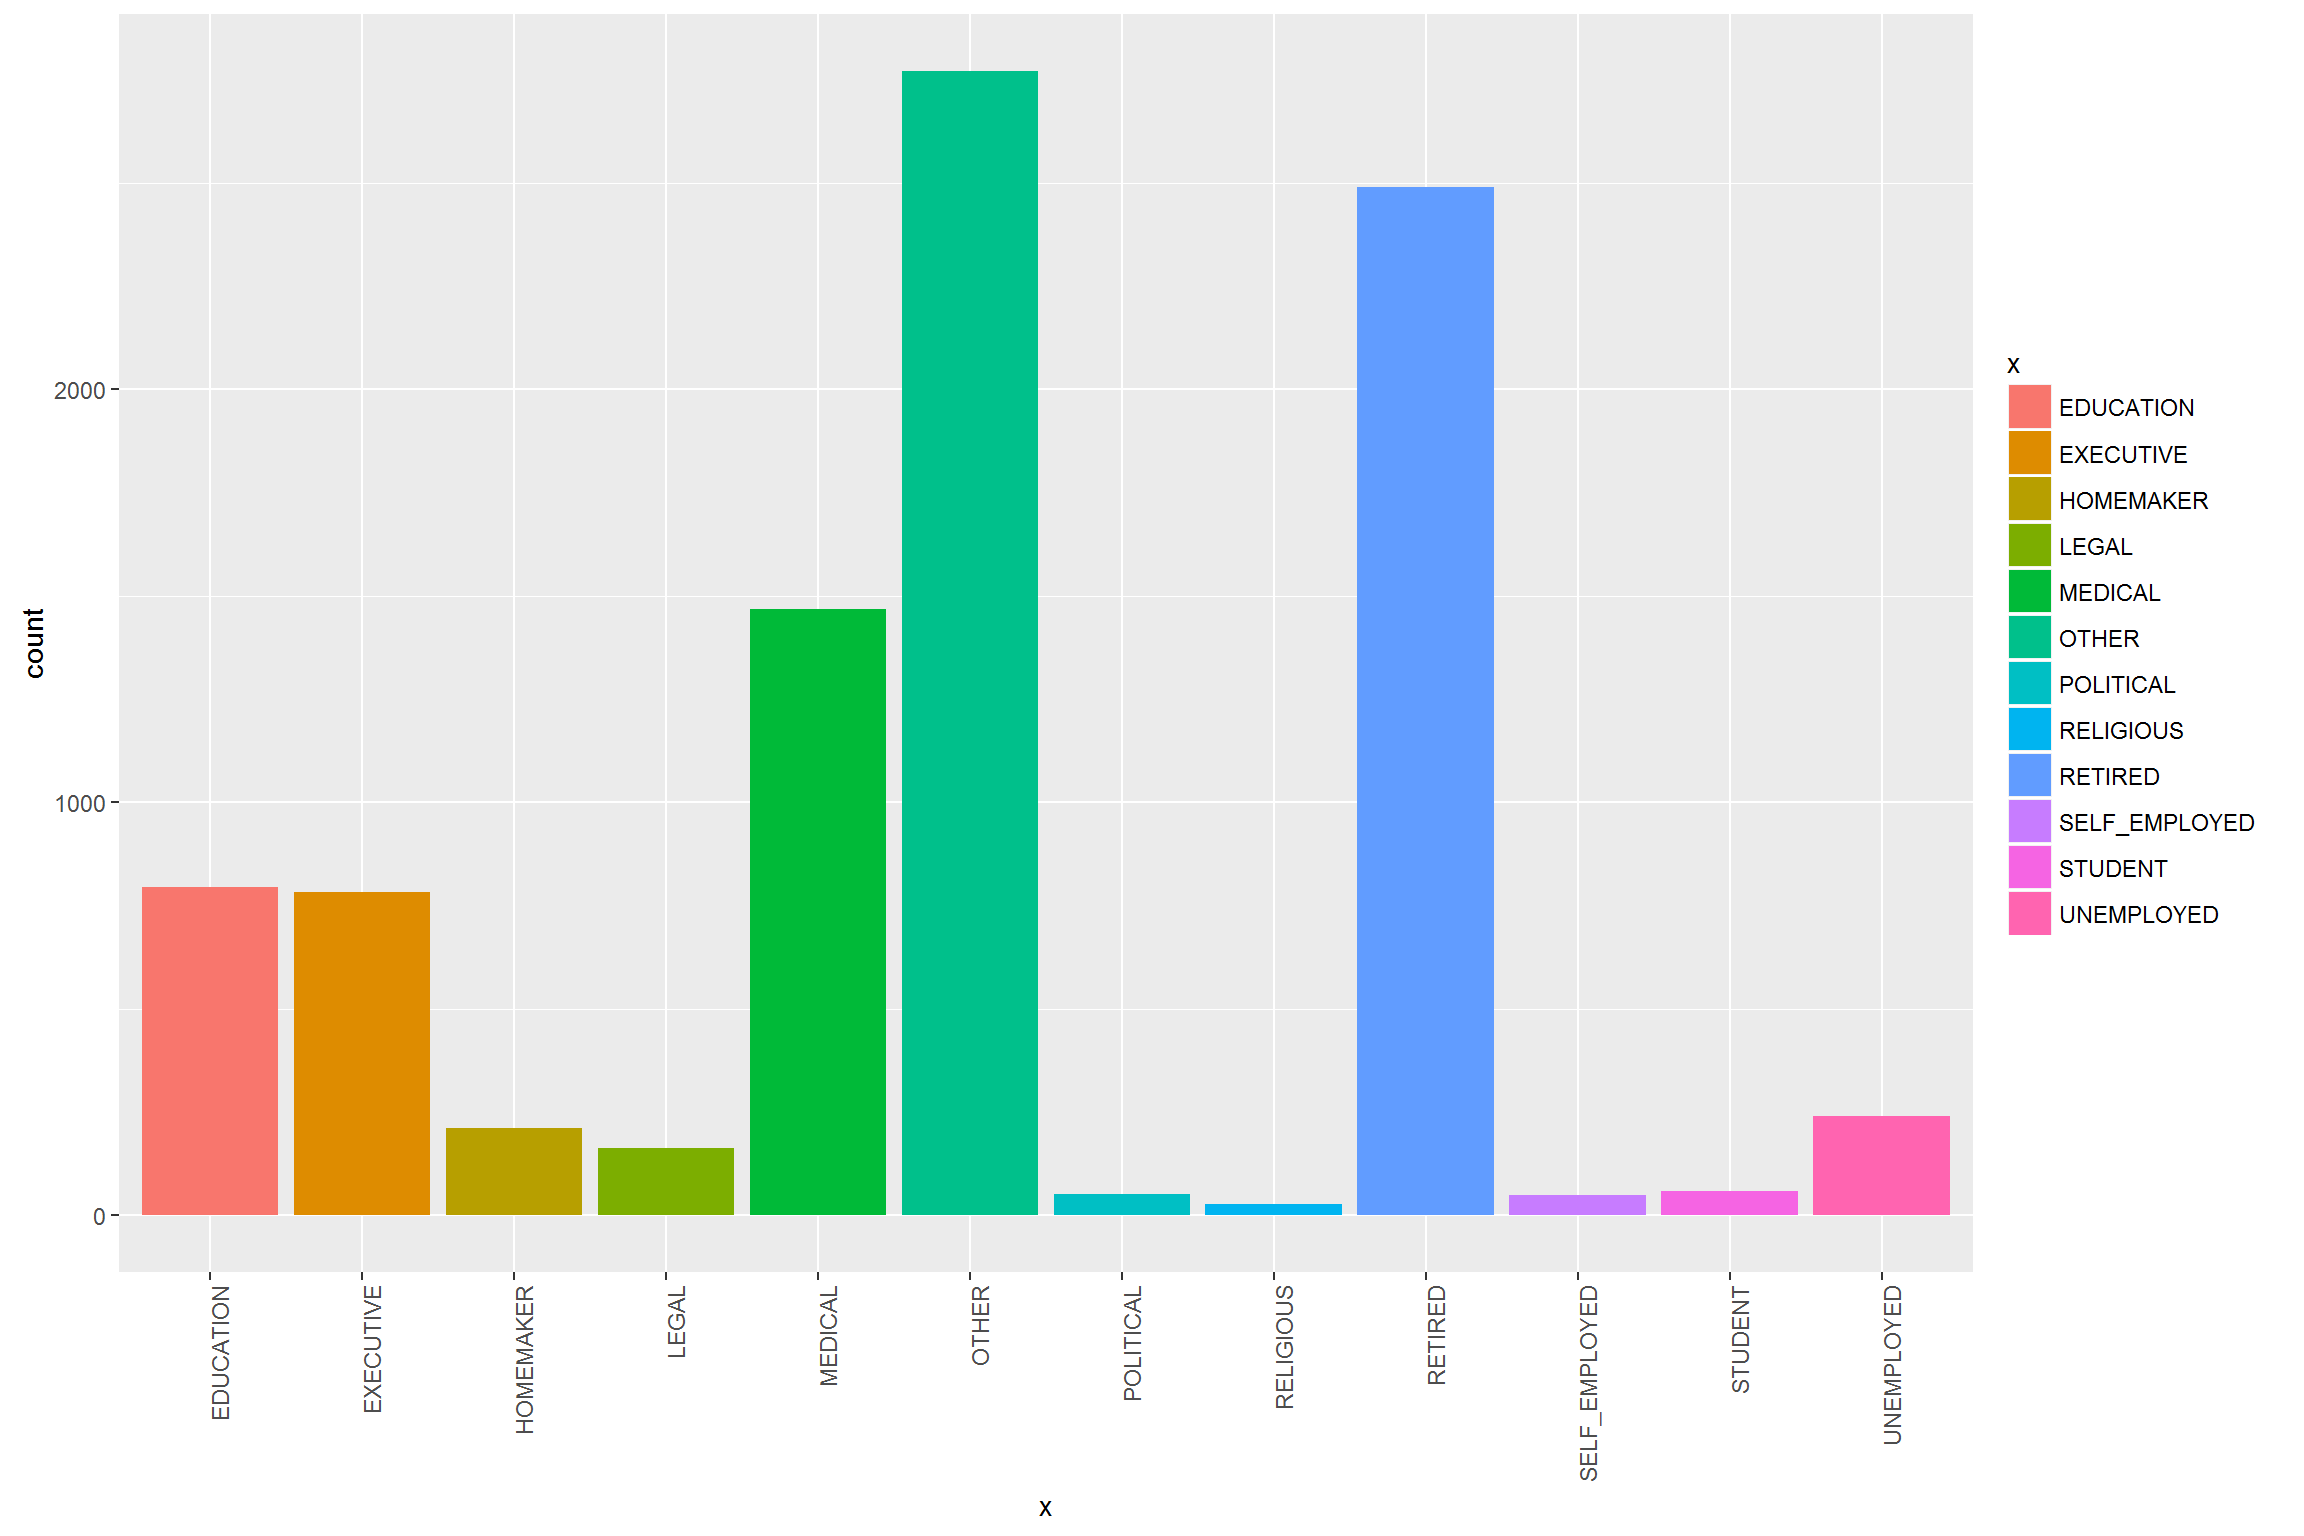 count
2000
1000
0
EDUCATION
EXECUTIVE
HOMEMAKER
LEGAL
MEDICAL
OTHER
POLITICAL
RELIGIOUS
RETIRED
SELF_EMPLOYED
STUDENT
UNEMPLOYED
x
x
EDUCATION
EXECUTIVE
HOMEMAKER
LEGAL
MEDICAL
OTHER
POLITICAL
RELIGIOUS
RETIRED
SELF_EMPLOYED
STUDENT
UNEMPLOYED